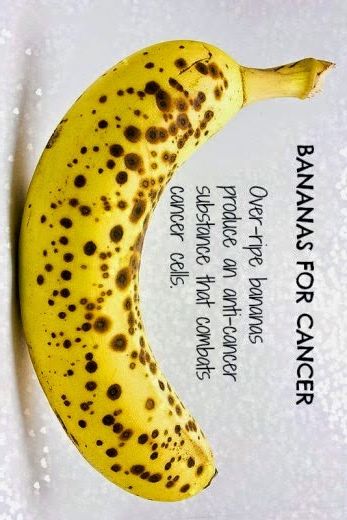 BANANAS FOR CANCER
Over-ripe bananas
produce an anti-cancer
substance that combats
cancer cells.